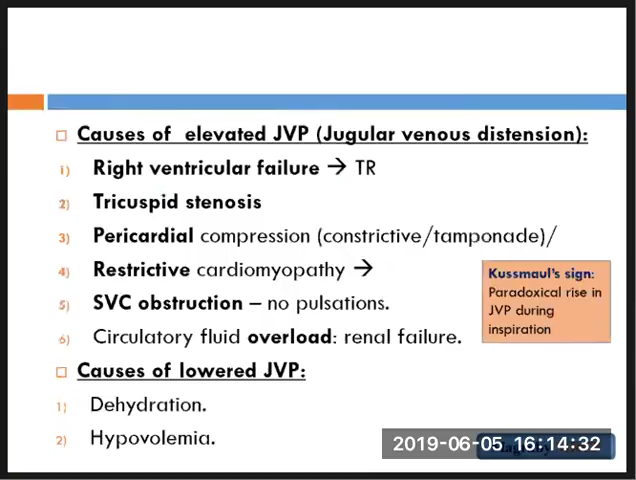 Causes of elevated JVP (Jugular venous distension):
1) Right ventricular failure → TR
2) Tricuspid stenosis
3) Pericardial compression (constrictive/tamponade)/
4) Restrictive cardiomyopathy →
5) SVC obstruction – no pulsations.
6) Circulatory fluid overload: renal failure.
Kussmaul's sign:
Paradoxical rise in
JVP during
inspiration
Causes of lowered JVP:
1) Dehydration.
2) Hypovolemia.
2019-06-05 16:14:32